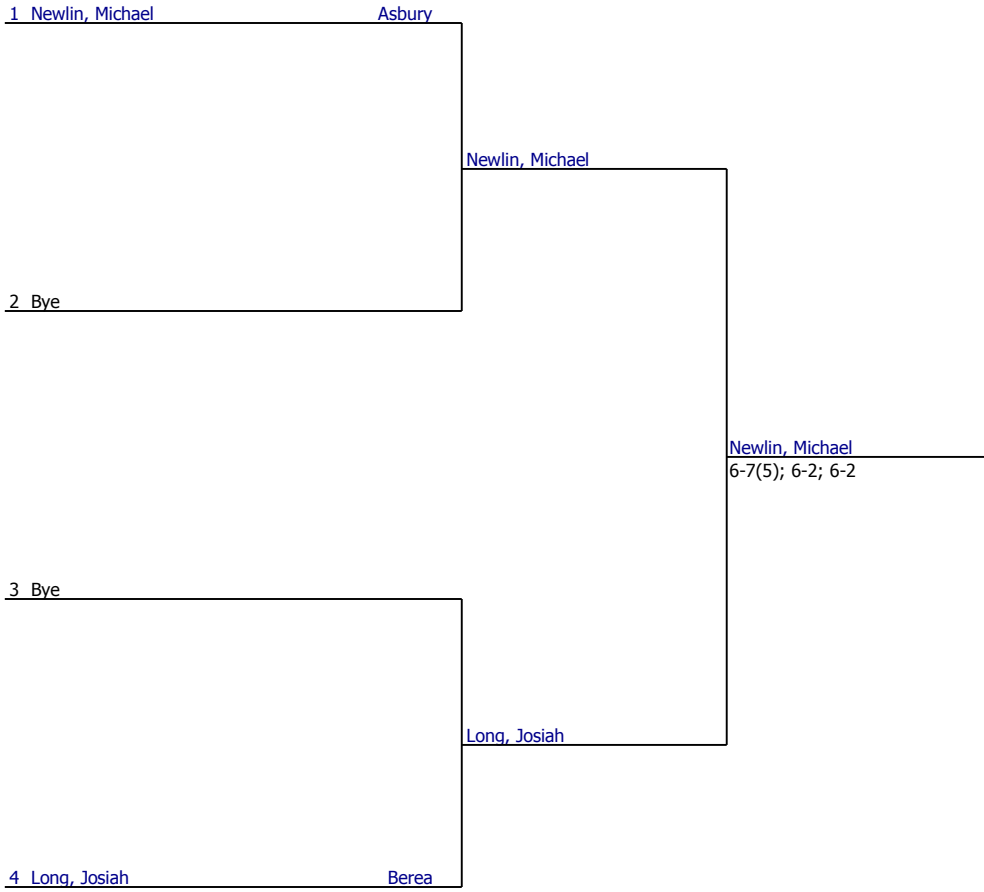 1 Newlin, Michael Asbury
Newlin, Michael
2 Bye
Newlin, Michael
6-7(5); 6-2; 6-2
3 Bye
Long, Josiah
4 Long, Josiah Berea